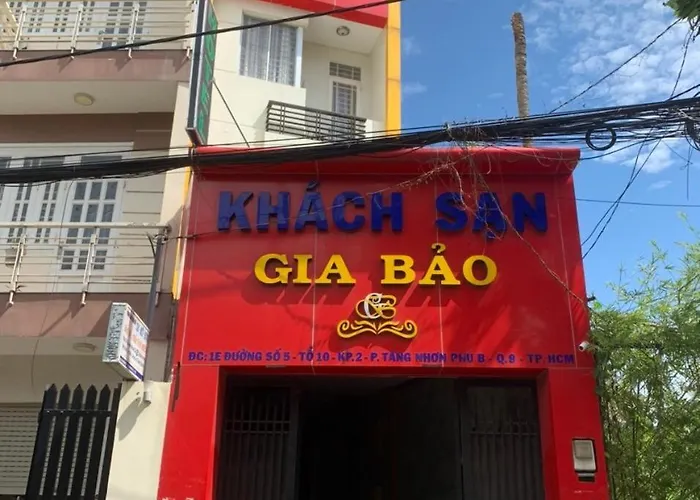 KHÁCH SẠN
GIA BẢO
GB
ĐC: 1E ĐƯỜNG SỐ 5 - TỔ 10 - KP.2 - P. TĂNG NHƠN PHÚ B - Q.9 - TP. HCM